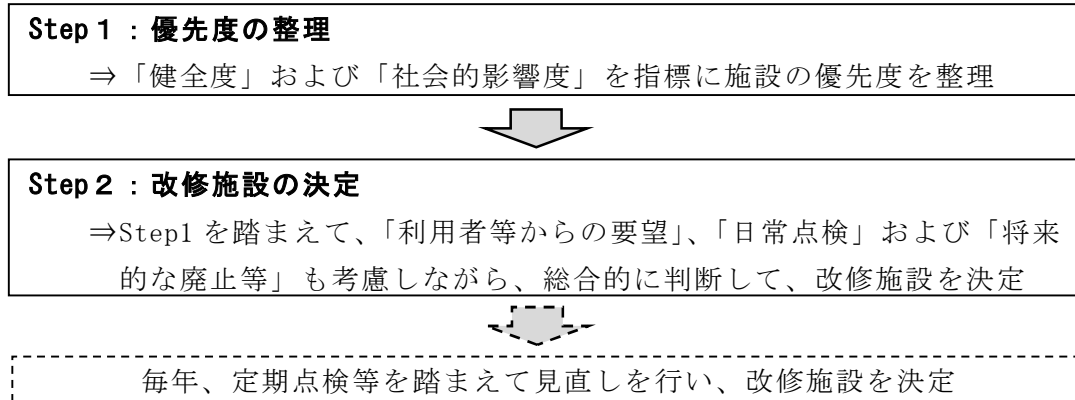 Step１：優先度の整理
⇒「健全度」および「社会的影響度」を指標に施設の優先度を整理
Step２：改修施設の決定
⇒Step1 を踏まえて、「利用者等からの要望」、「日常点検」および「将来
的な廃止等」も考慮しながら、総合的に判断して、改修施設を決定
毎年、定期点検等を踏まえて見直しを行い、改修施設を決定